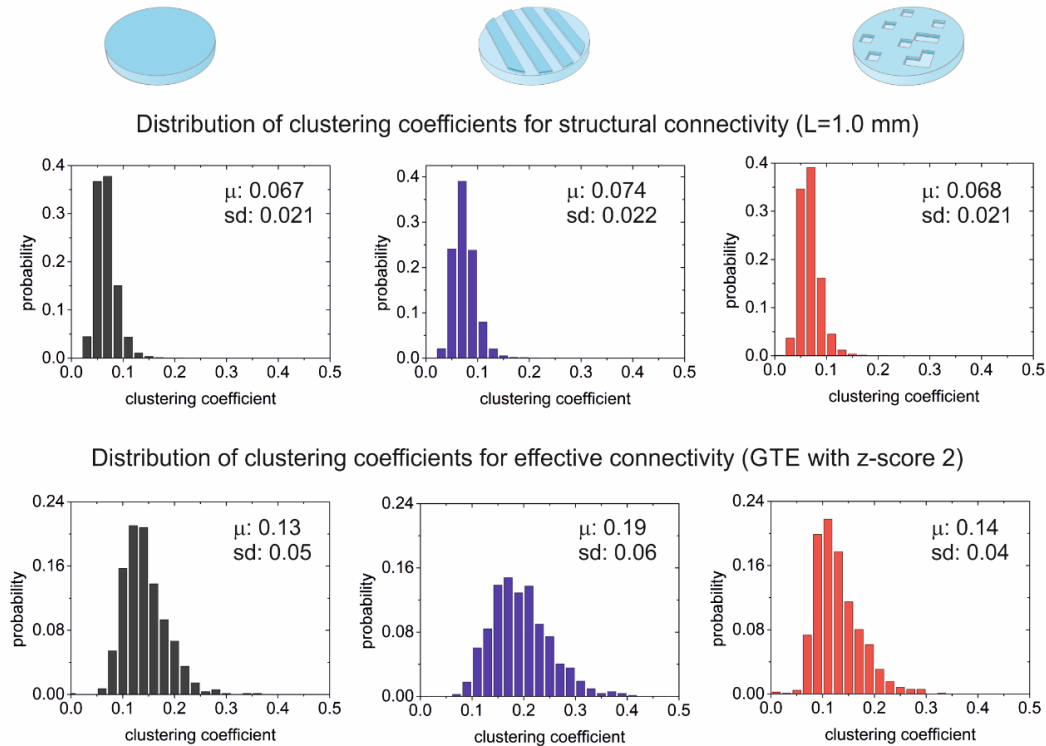 Distribution of clustering coefficients for structural connectivity (L=1.0 mm)
0.4
0.3
0.2
0.1
0.0
probability
μ: 0.067
sd: 0.021
0.0 0.1 0.2 0.3 0.4 0.5
clustering coefficient
0.4
0.3
0.2
0.1
0.0
probability
μ: 0.074
sd: 0.022
0.0 0.1 0.2 0.3 0.4 0.5
clustering coefficient
0.4
0.3
0.2
0.1
0.0
probability
μ: 0.068
sd: 0.021
0.0 0.1 0.2 0.3 0.4 0.5
clustering coefficient
Distribution of clustering coefficients for effective connectivity (GTE with z-score 2)
0.24
0.16
0.08
0.00
probability
μ: 0.13
sd: 0.05
0.0 0.1 0.2 0.3 0.4 0.5
clustering coefficient
0.24
0.16
0.08
0.00
probability
μ: 0.19
sd: 0.06
0.0 0.1 0.2 0.3 0.4 0.5
clustering coefficient
0.24
0.16
0.08
0.00
probability
μ: 0.14
sd: 0.04
0.0 0.1 0.2 0.3 0.4 0.5
clustering coefficient